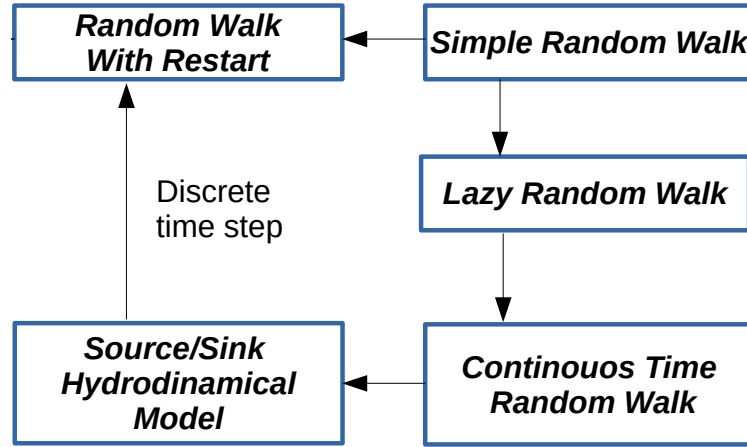 Random Walk
With Restart
Simple Random Walk
Lazy Random Walk
Discrete
time step
Source/Sink
Hydrodinamical
Model
Continouos Time
Random Walk